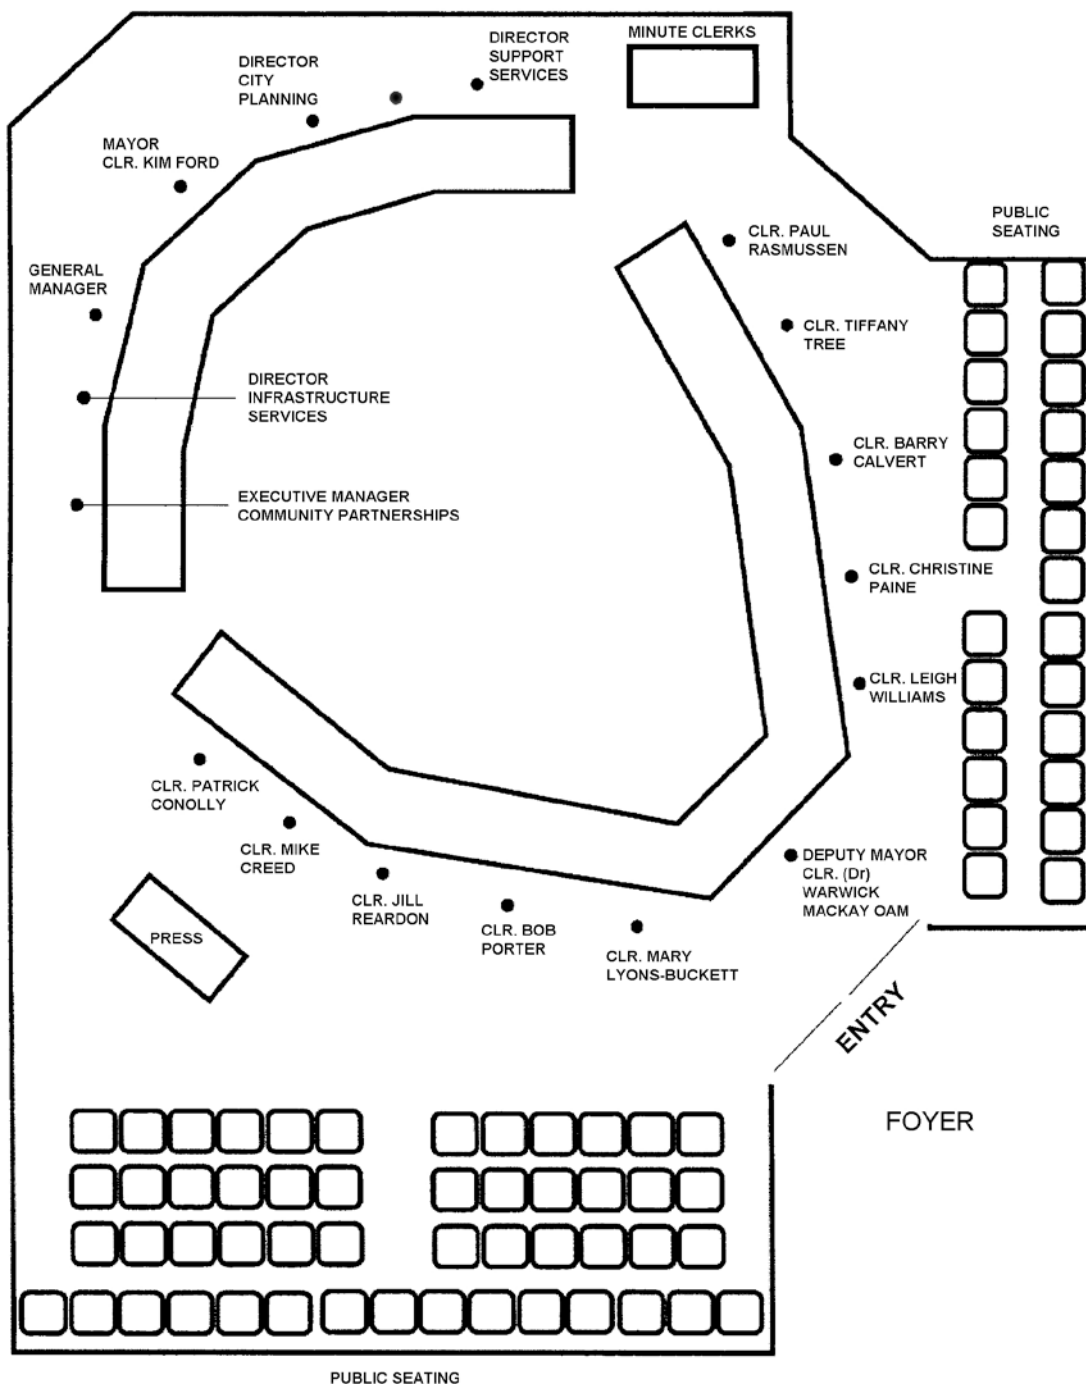 DIRECTOR
SUPPORT
SERVICES
MINUTE CLERKS
DIRECTOR
CITY
PLANNING
MAYOR
CLR. KIM FORD
PUBLIC
SEATING
CLR. PAUL
RASMUSSEN
GENERAL
MANAGER
CLR. TIFFANY
TREE
DIRECTOR
INFRASTRUCTURE
SERVICES
CLR. BARRY
CALVERT
EXECUTIVE MANAGER
COMMUNITY PARTNERSHIPS
CLR. CHRISTINE
PAINE
CLR. LEIGH
WILLIAMS
CLR. PATRICK
CONOLLY
CLR. MIKE
CREED
DEPUTY MAYOR
CLR. (Dr)
WARWICK
MACKAY OAM
CLR. JILL
REARDON
CLR. BOB
PORTER
CLR. MARY
LYONS-BUCKETT
PRESS
ENTRY
FOYER
PUBLIC SEATING